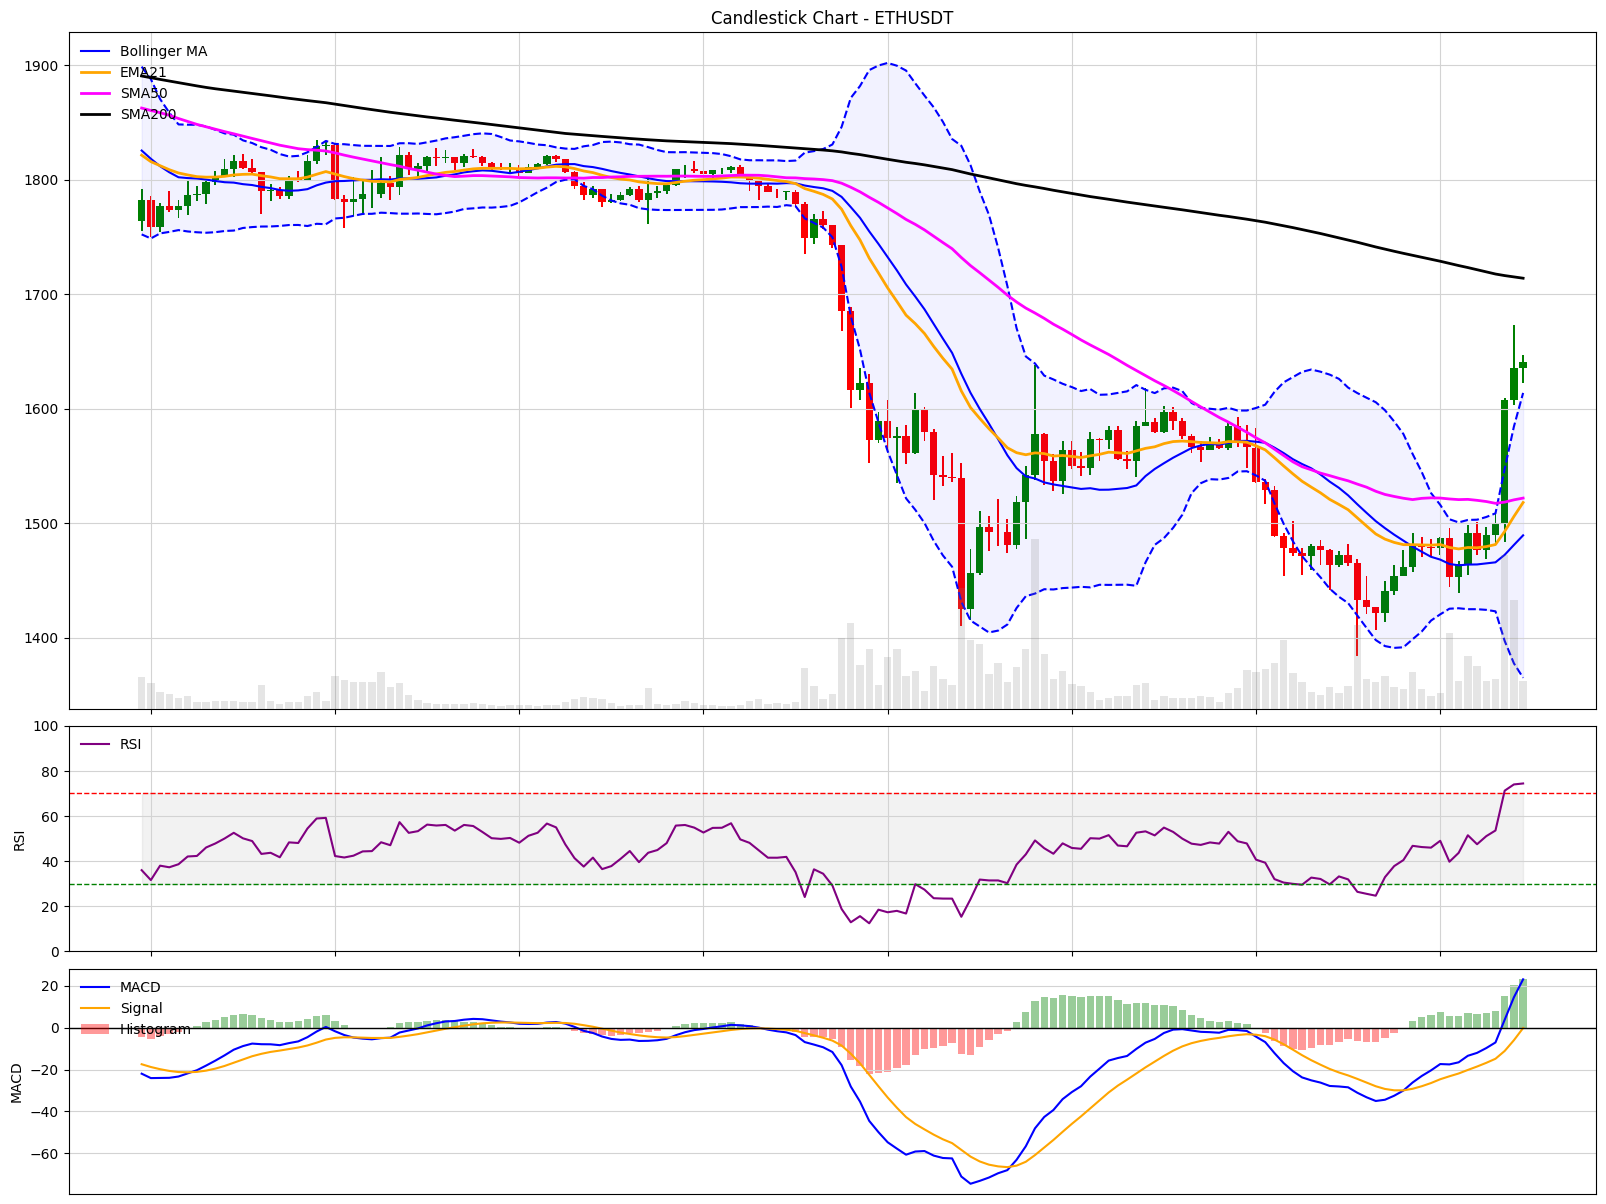 Candlestick Chart - ETHUSDT
Bollinger MA
EMA21
SMA50
SMA200
1900
1800
1700
1600
1500
1400
RSI
100
80
60
40
20
0
RSI
MACD
Signal
Histogram
20
0
−20
−40
−60
MACD